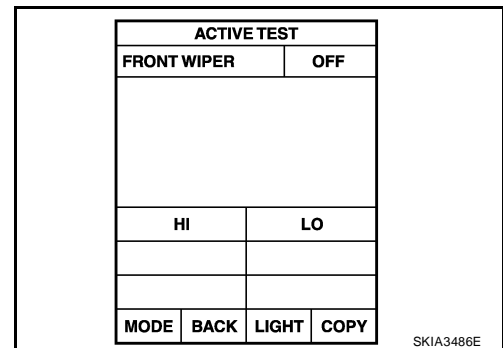 ACTIVE TEST
FRONT WIPER OFF
HI LO
MODE BACK LIGHT COPY
SKIA3486E